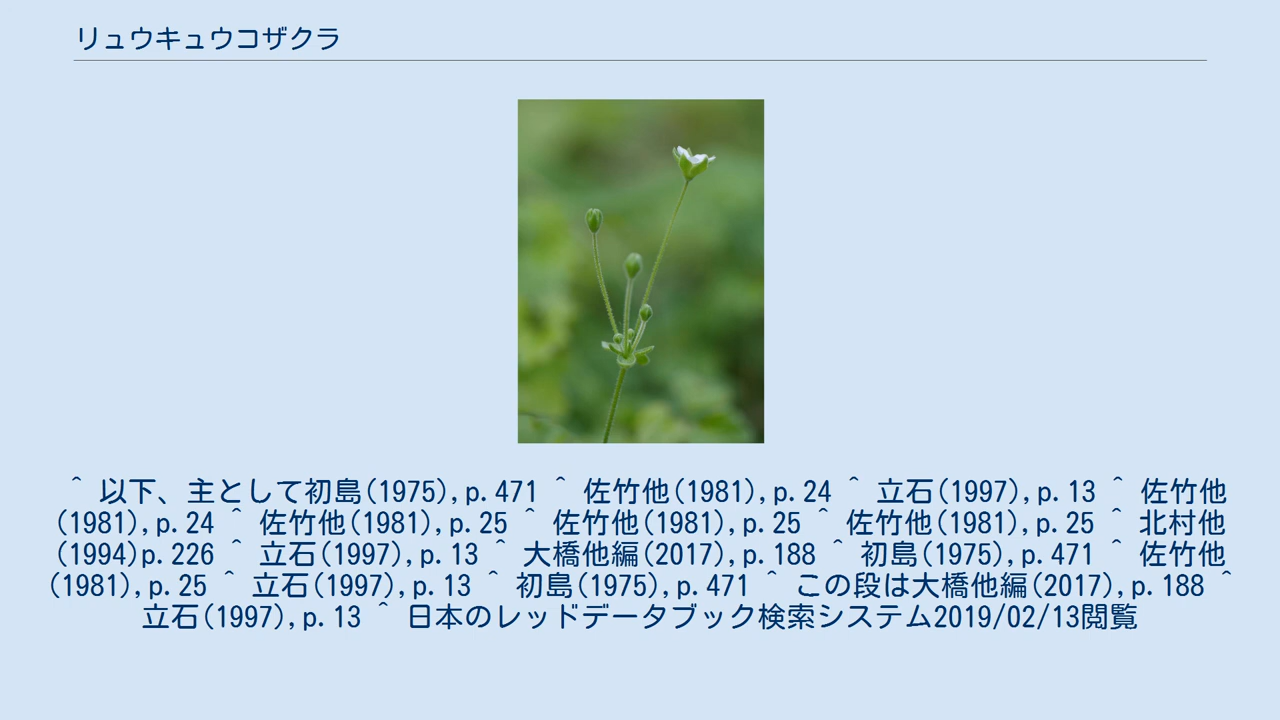 リュウキュウコザクラ
^ 以下、主として初島(1975),p.471 ^ 佐竹他(1981),p.24 ^ 立石(1997),p.13 ^ 佐竹他
(1981),p.24 ^ 佐竹他(1981),p.25 ^ 佐竹他(1981),p.25 ^ 佐竹他(1981),p.25 ^ 北村他
(1994)p.226 ^ 立石(1997),p.13 ^ 大橋他編(2017),p.188 ^ 初島(1975),p.471 ^ 佐竹他
(1981),p.25 ^ 立石(1997),p.13 ^ 初島(1975),p.471 ^ この段は大橋他編(2017),p.188 ^
立石(1997),p.13 ^ 日本のレッドデータブック検索システム2019/02/13閲覧